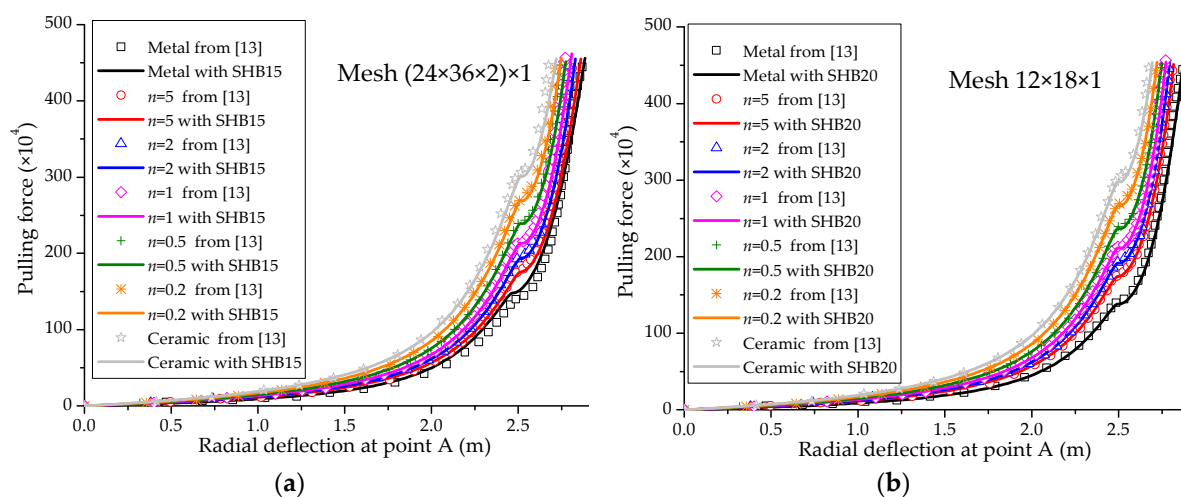 500
400
300
200
100
0
Pulling force (×10⁴)
Metal from [13]
Metal with SHB15
n=5 from [13]
n=5 with SHB15
n=2 from [13]
n=2 with SHB15
n=1 from [13]
n=1 with SHB15
n=0.5 from [13]
n=0.5 with SHB15
n=0.2 from [13]
n=0.2 with SHB15
Ceramic from [13]
Ceramic with SHB15
Mesh (24×36×2)×1
0.0 0.5 1.0 1.5 2.0 2.5
Radial deflection at point A (m)
(a)
500
400
300
200
100
0
Pulling force (×10⁴)
Metal from [13]
Metal with SHB20
n=5 from [13]
n=5 with SHB20
n=2 from [13]
n=2 with SHB20
n=1 from [13]
n=1 with SHB20
n=0.5 from [13]
n=0.5 with SHB20
n=0.2 from [13]
n=0.2 with SHB20
Ceramic from [13]
Ceramic with SHB20
Mesh 12×18×1
0.0 0.5 1.0 1.5 2.0 2.5
Radial deflection at point A (m)
(b)